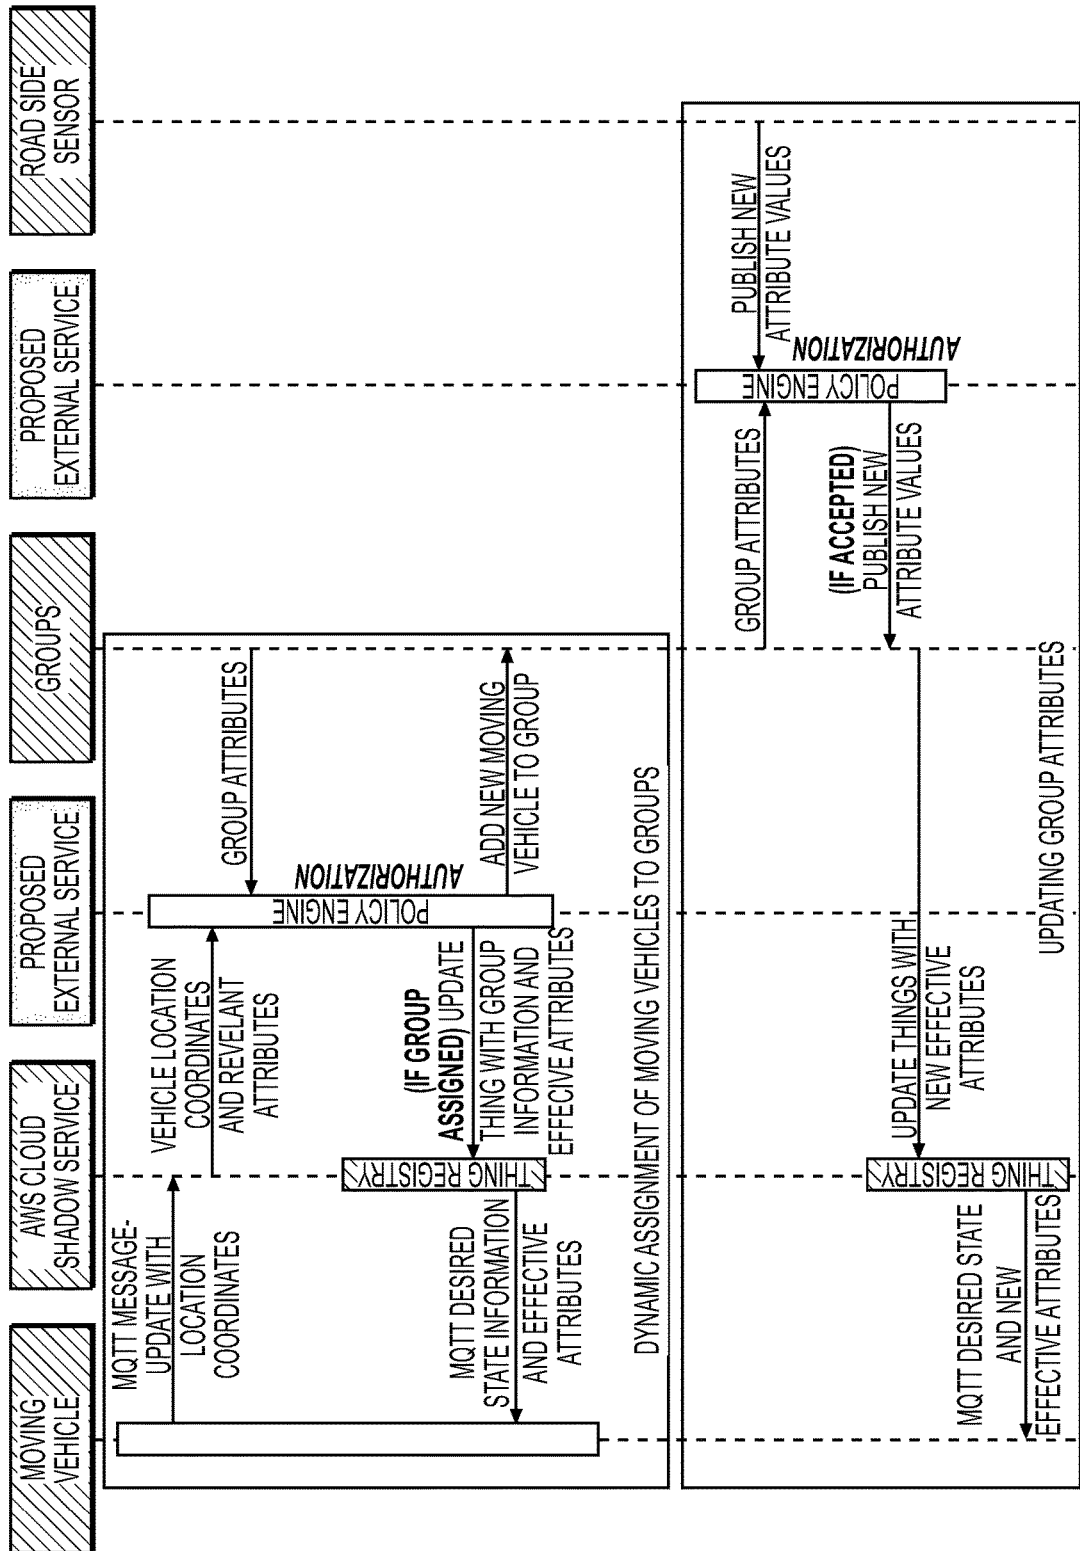 MOVING
VEHICLE
AWS CLOUD
SHADOW SERVICE
PROPOSED
EXTERNAL SERVICE
GROUPS
PROPOSED
EXTERNAL SERVICE
ROAD SIDE
SENSOR
MQTT MESSAGE-
UPDATE WITH
LOCATION
COORDINATES
VEHICLE LOCATION
COORDINATES
AND REVELANT
ATTRIBUTES
GROUP ATTRIBUTES
POLICY ENGINE
AUTHORIZATION
(IF GROUP
ASSIGNED) UPDATE
THING WITH GROUP
INFORMATION AND
EFFECIVE ATTRIBUTES
ADD NEW MOVING
VEHICLE TO GROUP
THING REGISTRY
MQTT DESIRED
STATE INFORMATION
AND EFFECTIVE
ATTRIBUTES
DYNAMIC ASSIGNMENT OF MOVING VEHICLES TO GROUPS
PUBLISH NEW
ATTRIBUTE VALUES
GROUP ATTRIBUTES
POLICY ENGINE
AUTHORIZATION
(IF ACCEPTED)
PUBLISH NEW
ATTRIBUTE VALUES
UPDATE THINGS WITH
NEW EFFECTIVE
ATTRIBUTES
THING REGISTRY
MQTT DESIRED STATE
AND NEW
EFFECTIVE ATTRIBUTES
UPDATING GROUP ATTRIBUTES